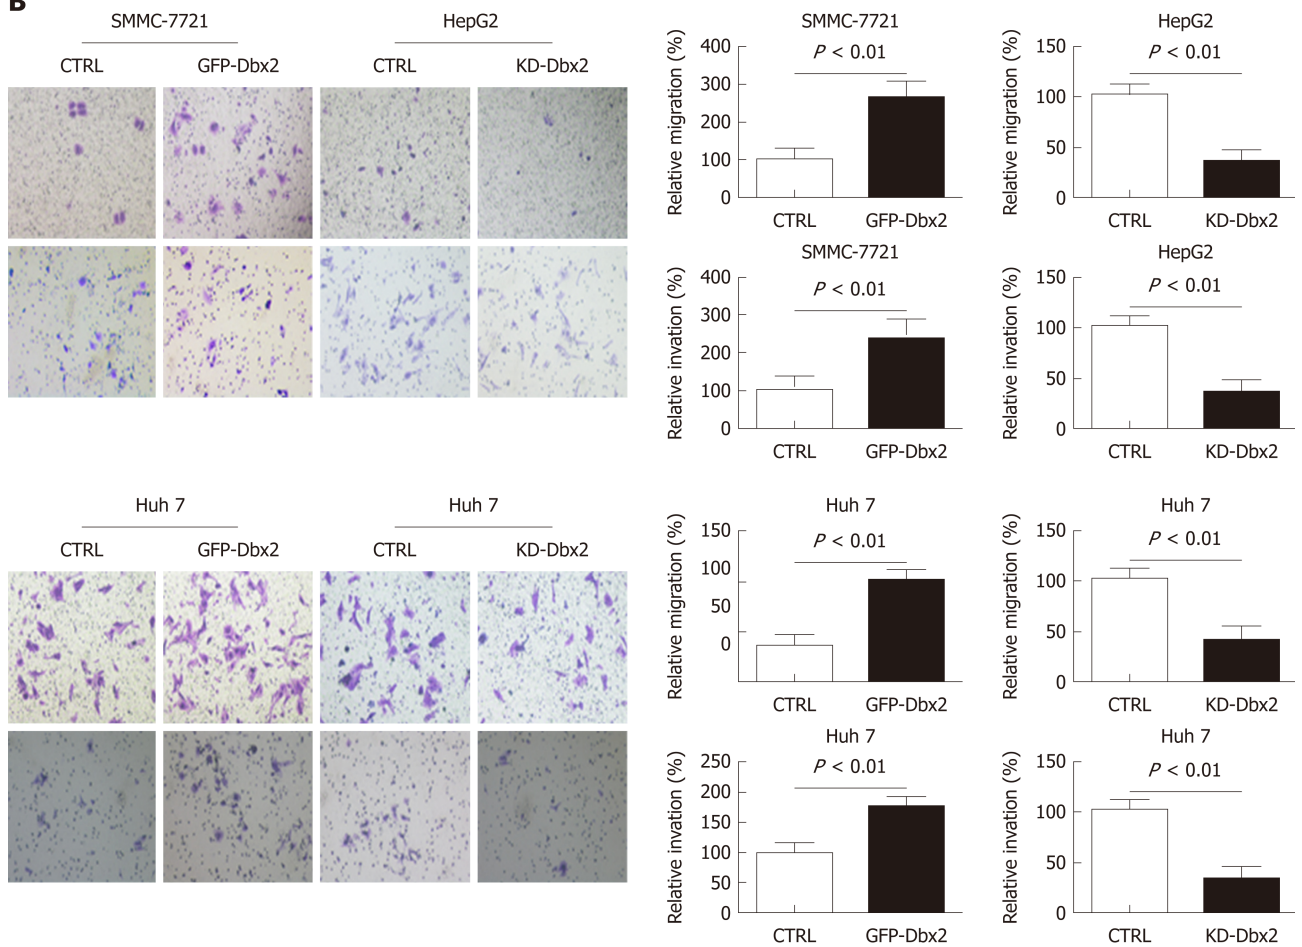 B
SMMC-7721 HepG2
CTRL GFP-Dbx2 CTRL KD-Dbx2
SMMC-7721
Relative migration (%)
400
300
200
100
0
P < 0.01
CTRL GFP-Dbx2
HepG2
Relative migration (%)
150
100
50
0
P < 0.01
CTRL KD-Dbx2
SMMC-7721
Relative invation (%)
400
300
200
100
0
P < 0.01
CTRL GFP-Dbx2
HepG2
Relative invation (%)
150
100
50
0
P < 0.01
CTRL KD-Dbx2
Huh 7 Huh 7
CTRL GFP-Dbx2 CTRL KD-Dbx2
Huh 7
Relative migration (%)
150
100
50
0
P < 0.01
CTRL GFP-Dbx2
Huh 7
Relative migration (%)
150
100
50
0
P < 0.01
CTRL KD-Dbx2
Huh 7
Relative invation (%)
250
200
150
100
50
0
P < 0.01
CTRL GFP-Dbx2
Huh 7
Relative invation (%)
150
100
50
0
P < 0.01
CTRL KD-Dbx2